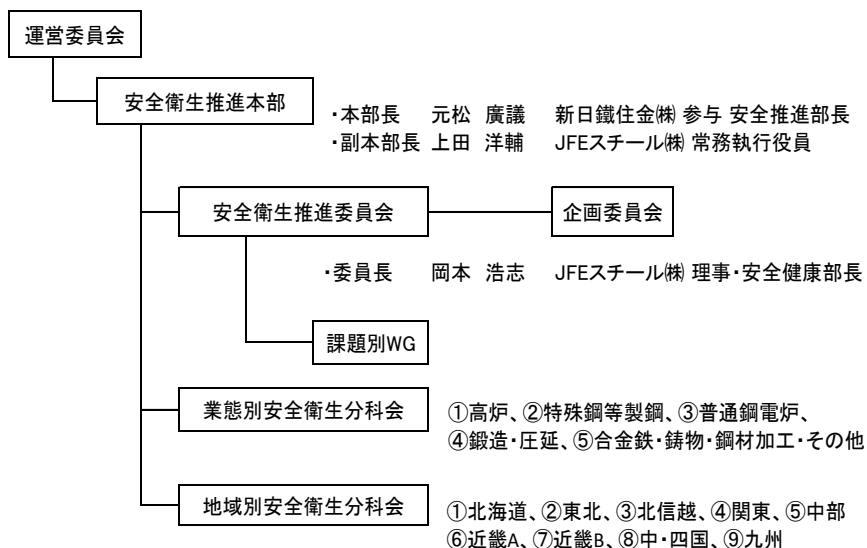 運営委員会
安全衛生推進本部
・本部長 元松 廣議 新日鐵住金㈱ 参与 安全推進部長
・副本部長 上田 洋輔 JFEスチール㈱ 常務執行役員
安全衛生推進委員会
企画委員会
・委員長 岡本 浩志 JFEスチール㈱ 理事・安全健康部長
課題別WG
業態別安全衛生分科会
①高炉、②特殊鋼等製鋼、③普通鋼電炉、
④鍛造・圧延、⑤合金鉄・鋳物・鋼材加工・その他
地域別安全衛生分科会
①北海道、②東北、③北信越、④関東、⑤中部
⑥近畿A、⑦近畿B、⑧中・四国、⑨九州